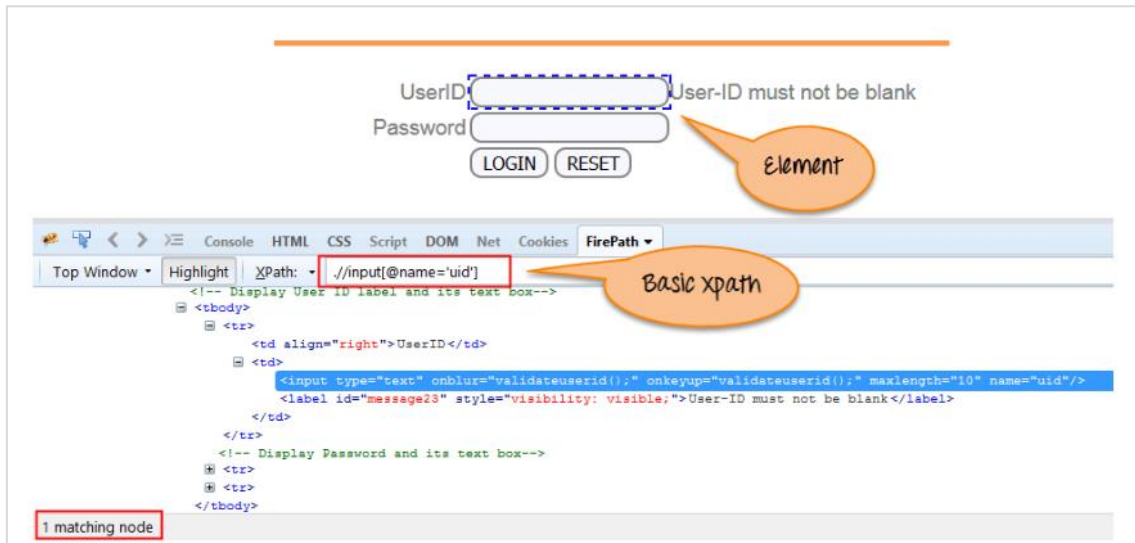 UserID User-ID must not be blank
Password
LOGIN RESET
Element
Console HTML CSS Script DOM Net Cookies FirePath
Top Window Highlight XPath: .//input[@name='uid']
Basic xpath
<!-- Display User ID label and its text box-->
<tbody>
<tr>
<td align="right">UserID</td>
<td>
<input type="text" onblur="validateuserid();" onkeyup="validateuserid();" maxlength="10" name="uid"/>
<label id="message23" style="visibility: visible;">User-ID must not be blank</label>
</td>
</tr>
<!-- Display Password and its text box-->
<tr>
<tr>
</tbody>
1 matching node